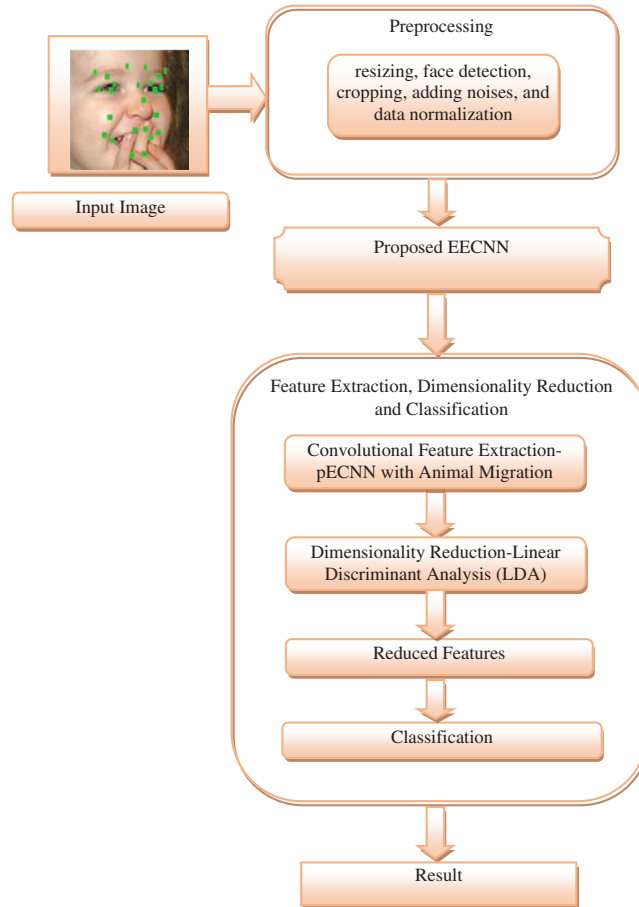 Preprocessing
resizing, face detection,
cropping, adding noises, and
data normalization
Input Image
Proposed EECNN
Feature Extraction, Dimensionality Reduction
and Classification
Convolutional Feature Extraction-
pECNN with Animal Migration
Dimensionality Reduction-Linear
Discriminant Analysis (LDA)
Reduced Features
Classification
Result